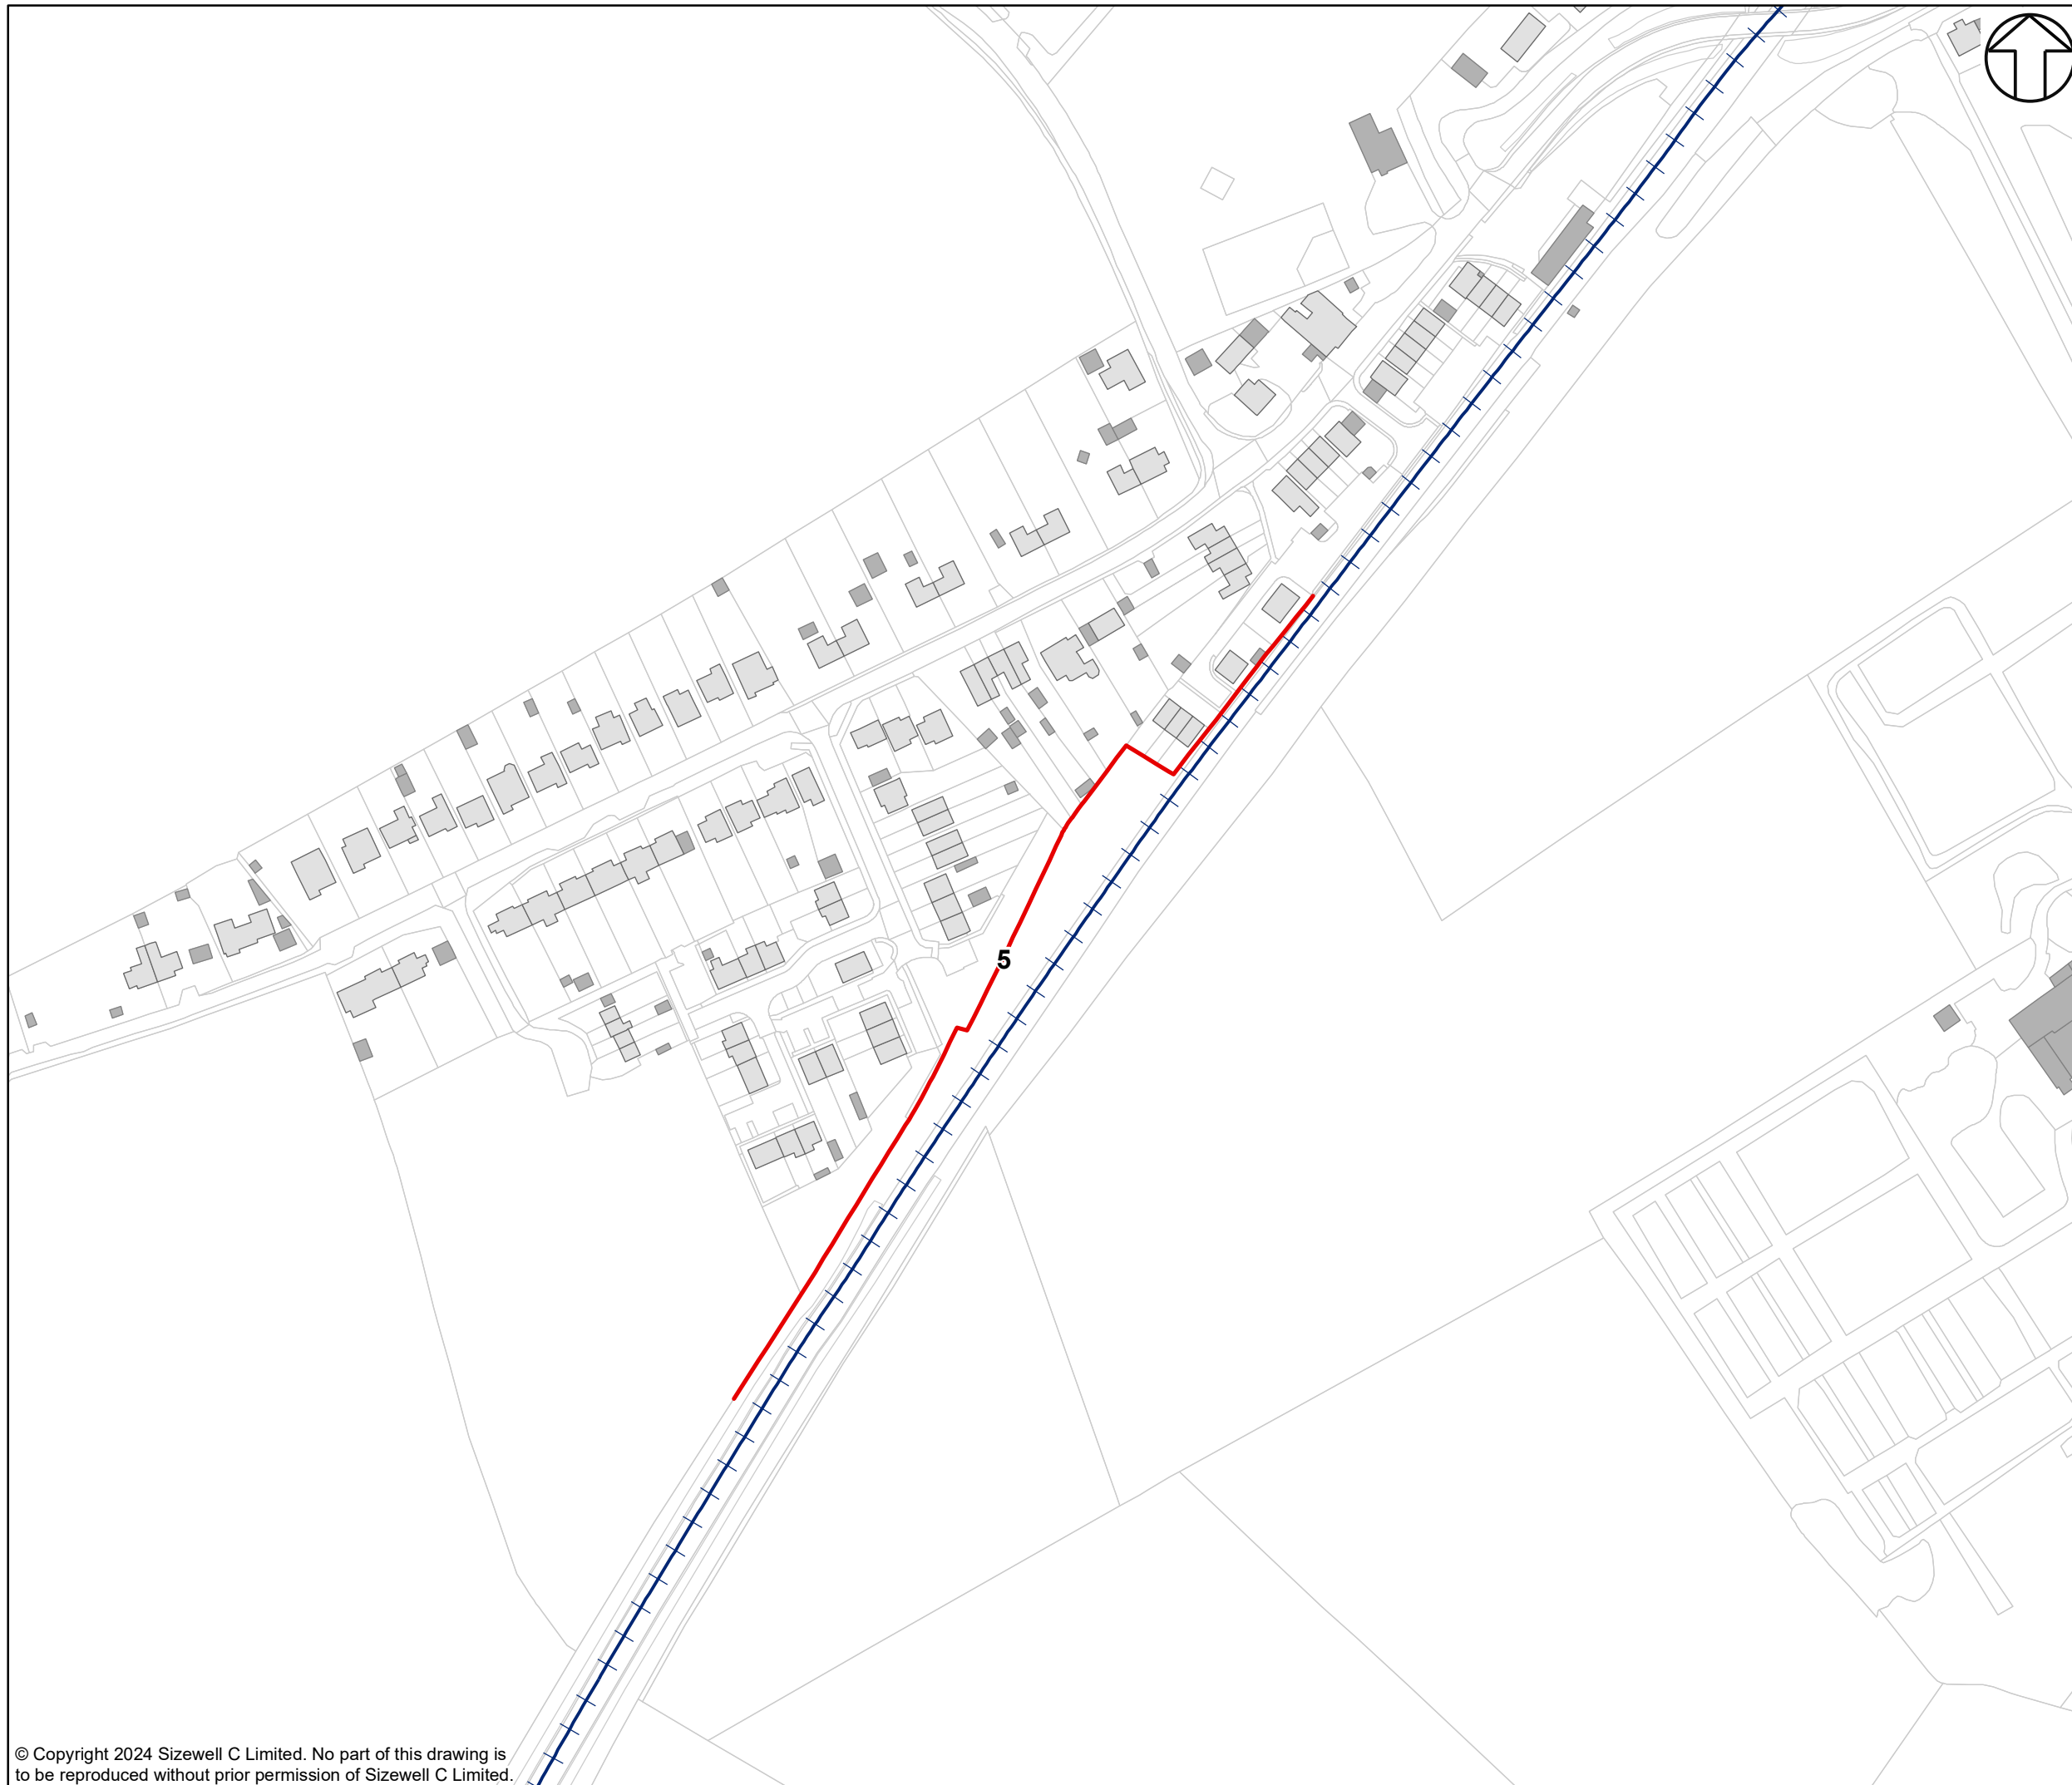 5
© Copyright 2024 Sizewell C Limited. No part of this drawing is
to be reproduced without prior permission of Sizewell C Limited.